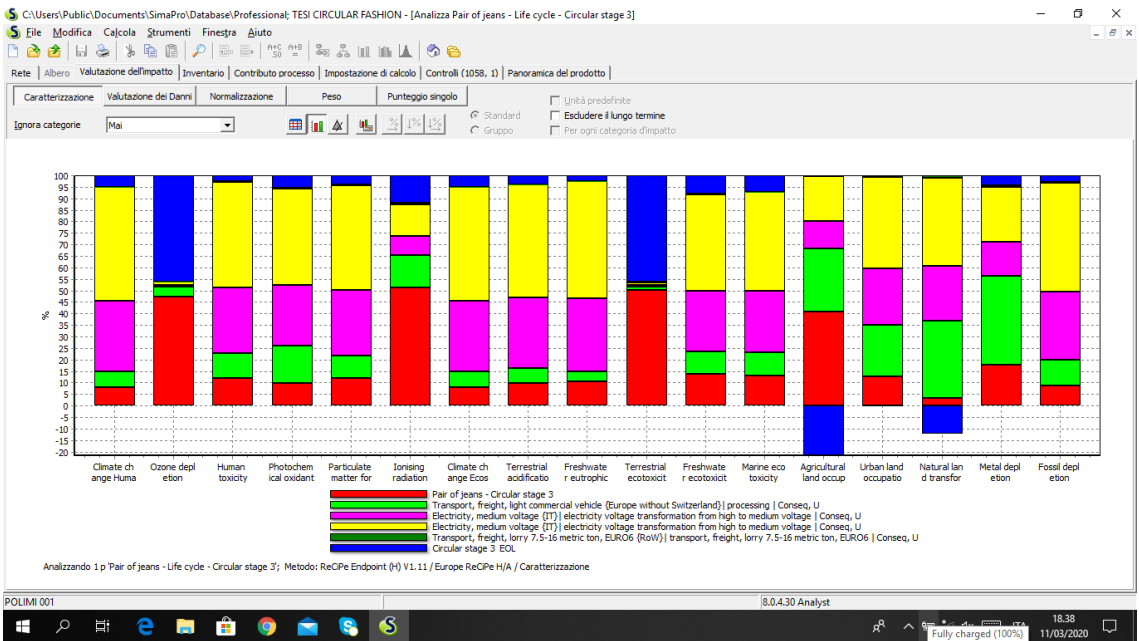 C:\Users\Public\Documents\SimaPro\Database\Professional; TESI CIRCULAR FASHION - [Analizza Pair of jeans - Life cycle - Circular stage 3]
File Modifica Calcola Strumenti Finestra Aiuto
Rete Albero Valutazione dell'impatto Inventario Contributo processo Impostazione di calcolo Controlli (1058, 1) Panoramica del prodotto
Caratterizzazione Valutazione dei Danni Normalizzazione Peso Punteggio singolo
Unità predefinite
Ignora categorie Mai Standard Escludere il lungo termine
Gruppo Per ogni categoria d'impatto
100
95
90
85
80
75
70
65
60
55
50
45
40
35
30
25
20
15
10
5
0
-5
-10
-15
-20
%
Climate ch Ozone depl Human Photochem Particulate Ionising Climate ch Terrestrial Freshwate Terrestrial Freshwate Marine eco Agricultural Urban land Natural lan Metal depl Fossil depl
ange Huma etion toxicity ical oxidant matter for radiation ange Ecos acidificatio r eutrophic ecotoxicit r ecotoxicit toxicity land occup occupatio d transfor etion etion
Pair of jeans - Circular stage 3
Transport, freight, light commercial vehicle {Europe without Switzerland}| processing | Conseq, U
Electricity, medium voltage {IT}| electricity voltage transformation from high to medium voltage | Conseq, U
Electricity, medium voltage {IT}| electricity voltage transformation from high to medium voltage | Conseq, U
Transport, freight, lorry 7.5-16 metric ton, EURO6 {RoW}| transport, freight, lorry 7.5-16 metric ton, EURO6 | Conseq, U
Circular stage 3 EOL
Analizzando 1 p 'Pair of jeans - Life cycle - Circular stage 3'; Metodo: ReCiPe Endpoint (H) V1.11 / Europe ReCiPe H/A / Caratterizzazione
POLIMI 001 8.0.4.30 Analyst
18.38
Fully charged (100%) 11/03/2020